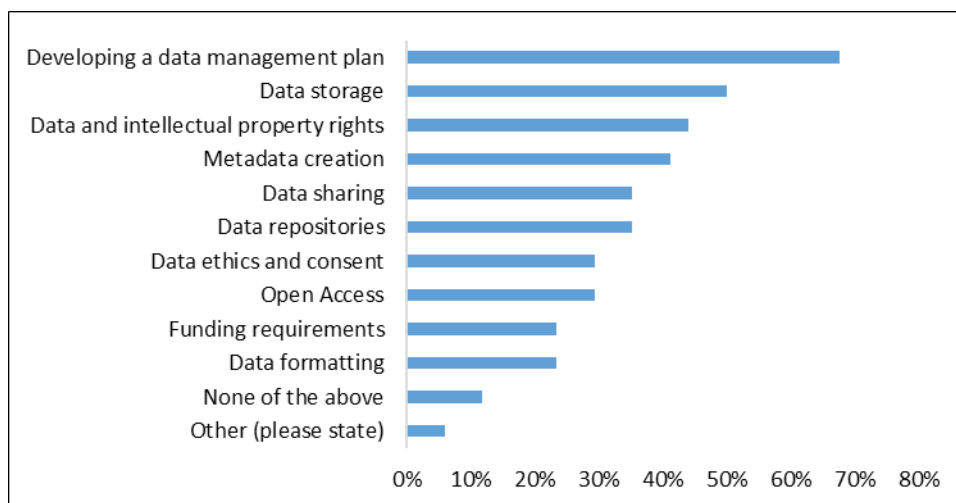 Developing a data management plan
Data storage
Data and intellectual property rights
Metadata creation
Data sharing
Data repositories
Data ethics and consent
Open Access
Funding requirements
Data formatting
None of the above
Other (please state)
0% 10% 20% 30% 40% 50% 60% 70% 80%